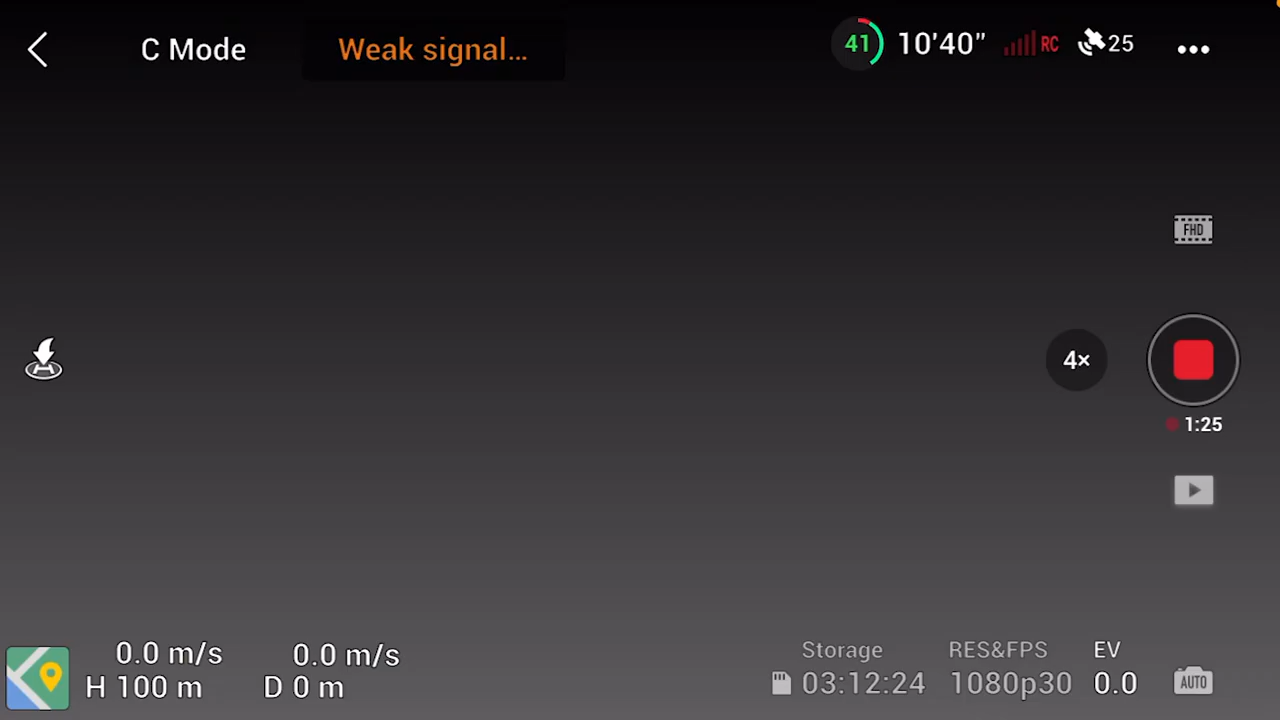 C Mode
Weak signal...
41
10'40"
RC
25
FHD
4×
1:25
0.0 m/s
0.0 m/s
H 100 m
D 0 m
Storage
03:12:24
RES&FPS
1080p30
EV
0.0
AUTO